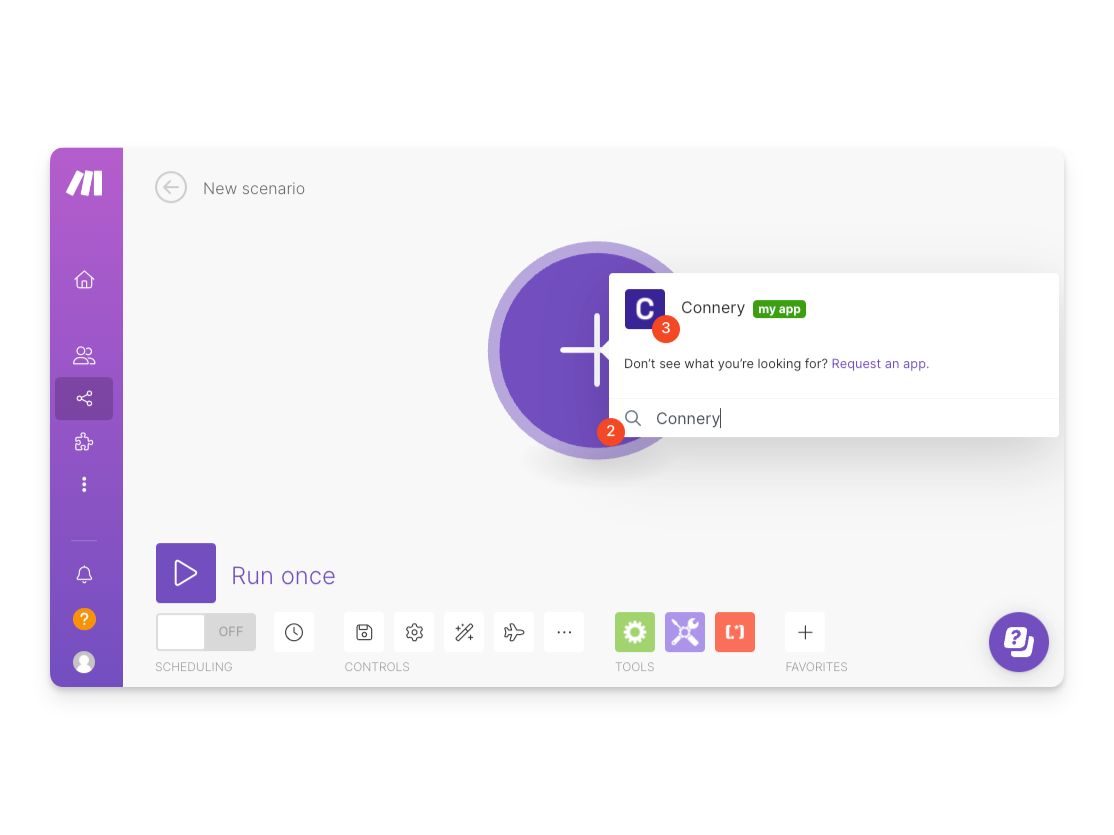 New scenario
C
Connery my app
3
Don't see what you're looking for? Request an app.
Connery
2
Run once
OFF
SCHEDULING
CONTROLS
TOOLS
FAVORITES
?
?